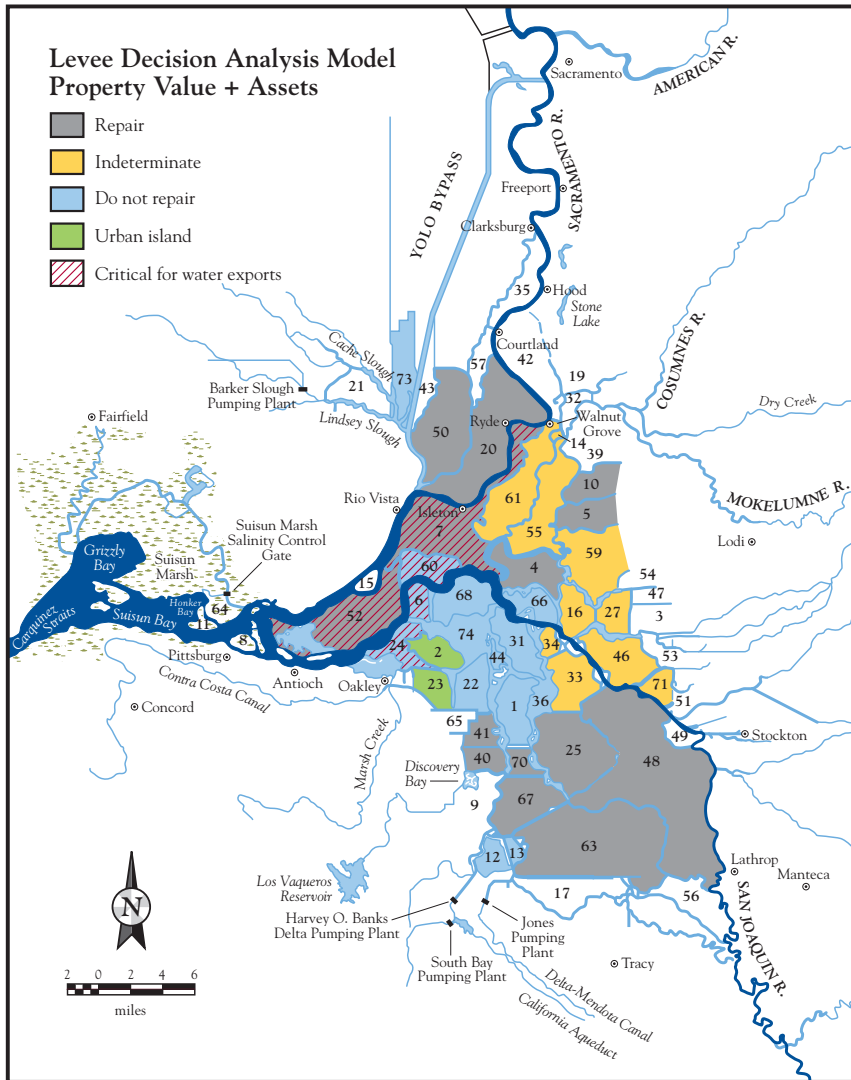 Levee Decision Analysis Model
Property Value + Assets
Repair
Indeterminate
Do not repair
Urban island
Critical for water exports
AMERICAN R.
Sacramento
SACRAMENTO R.
YOLO BYPASS
Freeport
Clarksburg
35
Hood
Stone
Lake
Courtland
COSUMNES R.
Cache Slough
73
43
57
42
19
21
Barker Slough
Pumping Plant
Lindsey Slough
32
Dry Creek
Fairfield
Ryde
Walnut
Grove
50
20
14
39
10
MOKELUMNE R.
Rio Vista
Isleton
61
5
7
55
Lodi
Suisun Marsh
Salinity Control
Gate
Grizzly
Bay
Suisun
Marsh
59
4
60
15
54
47
Honker
Bay
64
6
68
66
16
27
3
Carquinez
Straits
Suisun Bay
11
52
8
24
74
31
34
46
53
2
44
Pittsburg
Antioch
Oakley
23
22
33
71
Contra Costa Canal
1
36
51
Concord
65
49
Stockton
Marsh Creek
41
25
48
40
70
Discovery
Bay
9
67
63
12
13
Lathrop
Manteca
Los Vaqueros
Reservoir
17
56
Harvey O. Banks
Delta Pumping Plant
Jones
Pumping
Plant
South Bay
Pumping Plant
SAN JOAQUIN R.
Tracy
Delta-Mendota Canal
California Aqueduct
N
2 0 2 4 6
miles